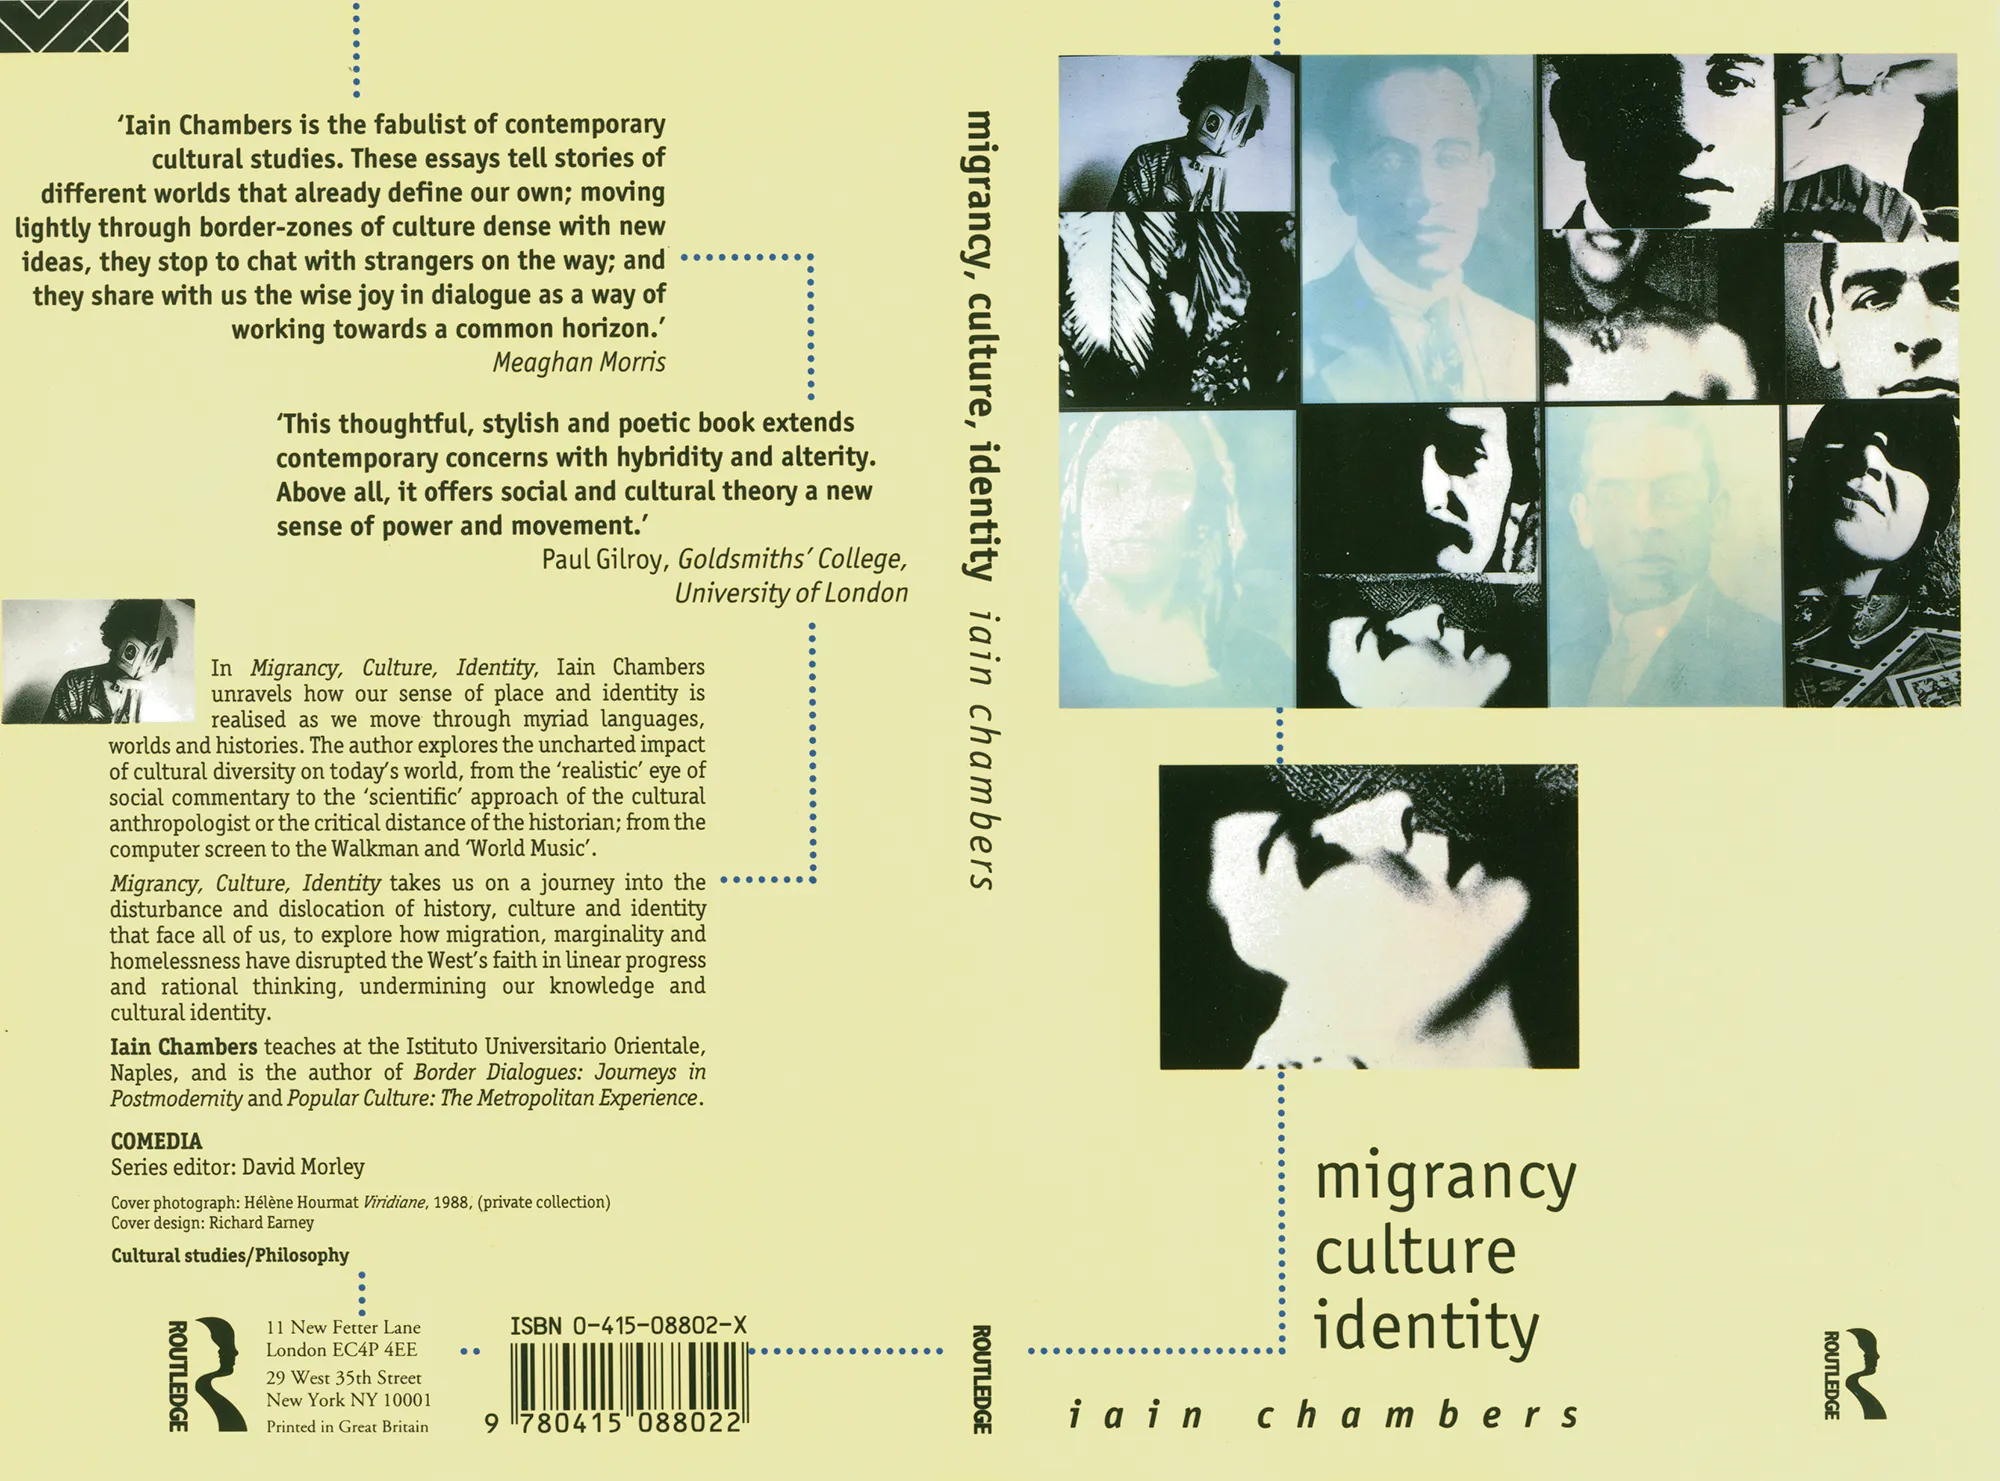 ‘Iain Chambers is the fabulist of contemporary
cultural studies. These essays tell stories of
different worlds that already define our own; moving
lightly through border-zones of culture dense with new
ideas, they stop to chat with strangers on the way; and
they share with us the wise joy in dialogue as a way of
working towards a common horizon.’
Meaghan Morris
‘This thoughtful, stylish and poetic book extends
contemporary concerns with hybridity and alterity.
Above all, it offers social and cultural theory a new
sense of power and movement.’
Paul Gilroy, Goldsmiths’ College,
University of London
In Migrancy, Culture, Identity, Iain Chambers
unravels how our sense of place and identity is
realised as we move through myriad languages,
worlds and histories. The author explores the uncharted impact
of cultural diversity on today’s world, from the ‘realistic’ eye of
social commentary to the ‘scientific’ approach of the cultural
anthropologist or the critical distance of the historian; from the
computer screen to the Walkman and ‘World Music’.
Migrancy, Culture, Identity takes us on a journey into the
disturbance and dislocation of history, culture and identity
that face all of us, to explore how migration, marginality and
homelessness have disrupted the West’s faith in linear progress
and rational thinking, undermining our knowledge and
cultural identity.
Iain Chambers teaches at the Istituto Universitario Orientale,
Naples, and is the author of Border Dialogues: Journeys in
Postmodernity and Popular Culture: The Metropolitan Experience.
COMEDIA
Series editor: David Morley
Cover photograph: Hélène Hourmat Viridiane, 1988, (private collection)
Cover design: Richard Earney
Cultural studies/Philosophy
ROUTLEDGE
11 New Fetter Lane
London EC4P 4EE
29 West 35th Street
New York NY 10001
Printed in Great Britain
ISBN 0-415-08802-X
9 780415 088022
migrancy, culture, identity iain chambers
ROUTLEDGE
migrancy
culture
identity
iain chambers
ROUTLEDGE